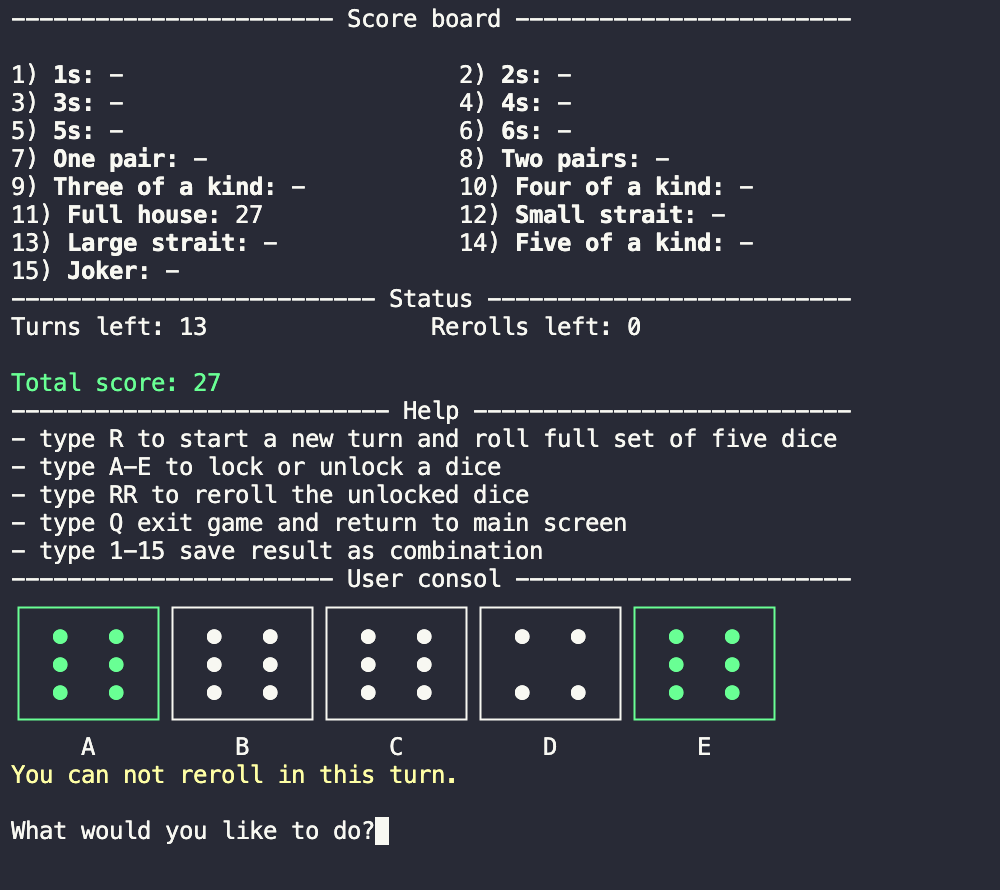 ----------------------- Score board ------------------------
1) 1s: - 2) 2s: -
3) 3s: - 4) 4s: -
5) 5s: - 6) 6s: -
7) One pair: - 8) Two pairs: -
9) Three of a kind: - 10) Four of a kind: -
11) Full house: 27 12) Small strait: -
13) Large strait: - 14) Five of a kind: -
15) Joker: -
-------------------------- Status --------------------------
Turns left: 13 Rerolls left: 0
Total score: 27
--------------------------- Help ---------------------------
- type R to start a new turn and roll full set of five dice
- type A-E to lock or unlock a dice
- type RR to reroll the unlocked dice
- type Q exit game and return to main screen
- type 1-15 save result as combination
----------------------- User consol ------------------------
A B C D E
You can not reroll in this turn.
What would you like to do?